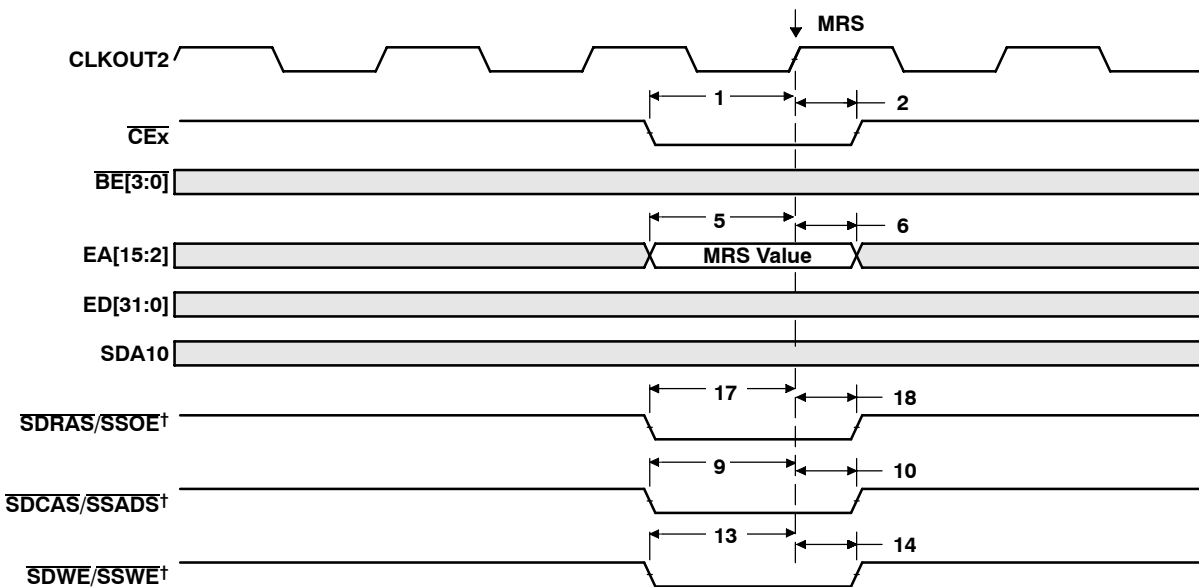 MRS
CLKOUT2
1
2
CEx
BE[3:0]
5
6
EA[15:2]
MRS Value
ED[31:0]
SDA10
17
18
SDRAS/SSOE†
9
10
SDCAS/SSADS†
13
14
SDWE/SSWE†